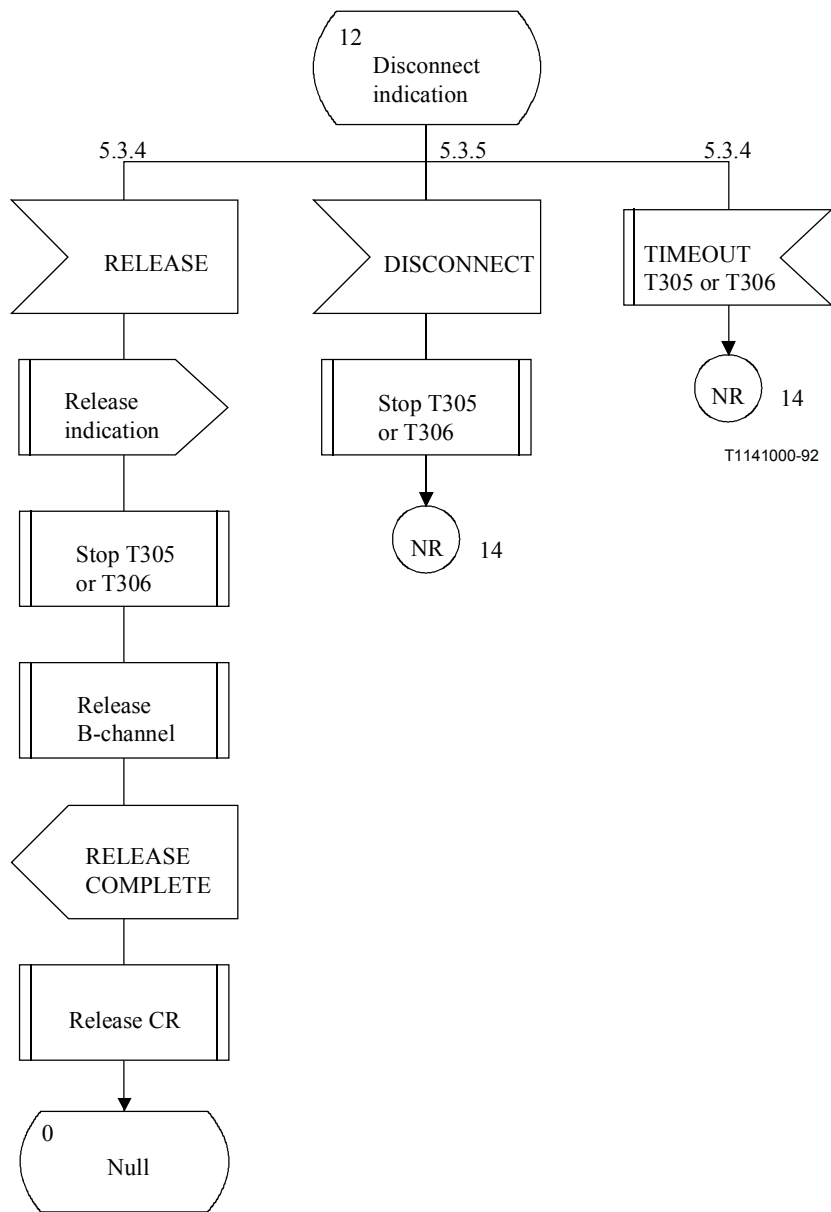 12
Disconnect
indication
5.3.4
5.3.5
5.3.4
RELEASE
DISCONNECT
TIMEOUT
T305 or T306
Release
indication
Stop T305
or T306
NR
14
T1141000-92
Stop T305
or T306
NR
14
Release
B-channel
RELEASE
COMPLETE
Release CR
0
Null